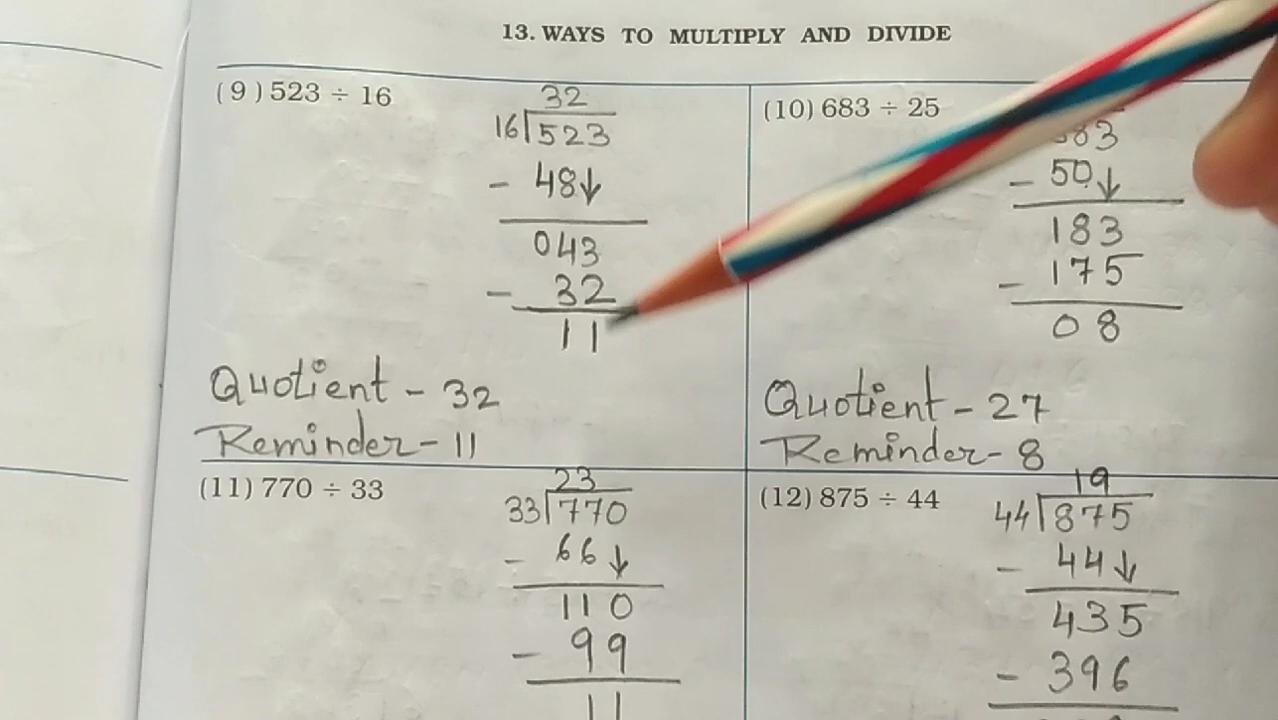 13. WAYS TO MULTIPLY AND DIVIDE
(9) 523 ÷ 16
32
16 523
- 48↓
043
- 32
11
Quotient - 32
Reminder - 11
(10) 683 ÷ 25
83
- 50↓
183
- 175
08
Quotient - 27
Reminder - 8
(11) 770 ÷ 33
23
33 770
- 66↓
110
- 99
11
(12) 875 ÷ 44
19
44 875
- 44↓
435
- 396